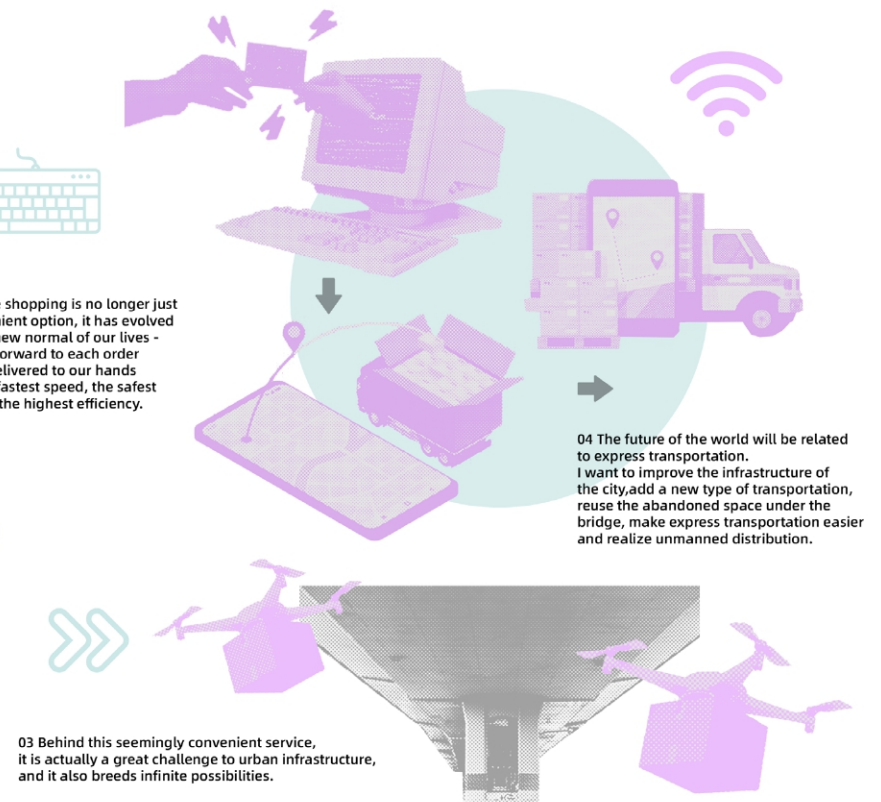 shopping is no longer just
option, it has evolved
new normal of our lives -
to each order
to our hands
fastest speed, the safest
the highest efficiency.
04 The future of the world will be related
to express transportation.
I want to improve the infrastructure of
the city,add a new type of transportation,
reuse the abandoned space under the
bridge, make express transportation easier
and realize unmanned distribution.
03 Behind this seemingly convenient service,
it is actually a great challenge to urban infrastructure,
and it also breeds infinite possibilities.